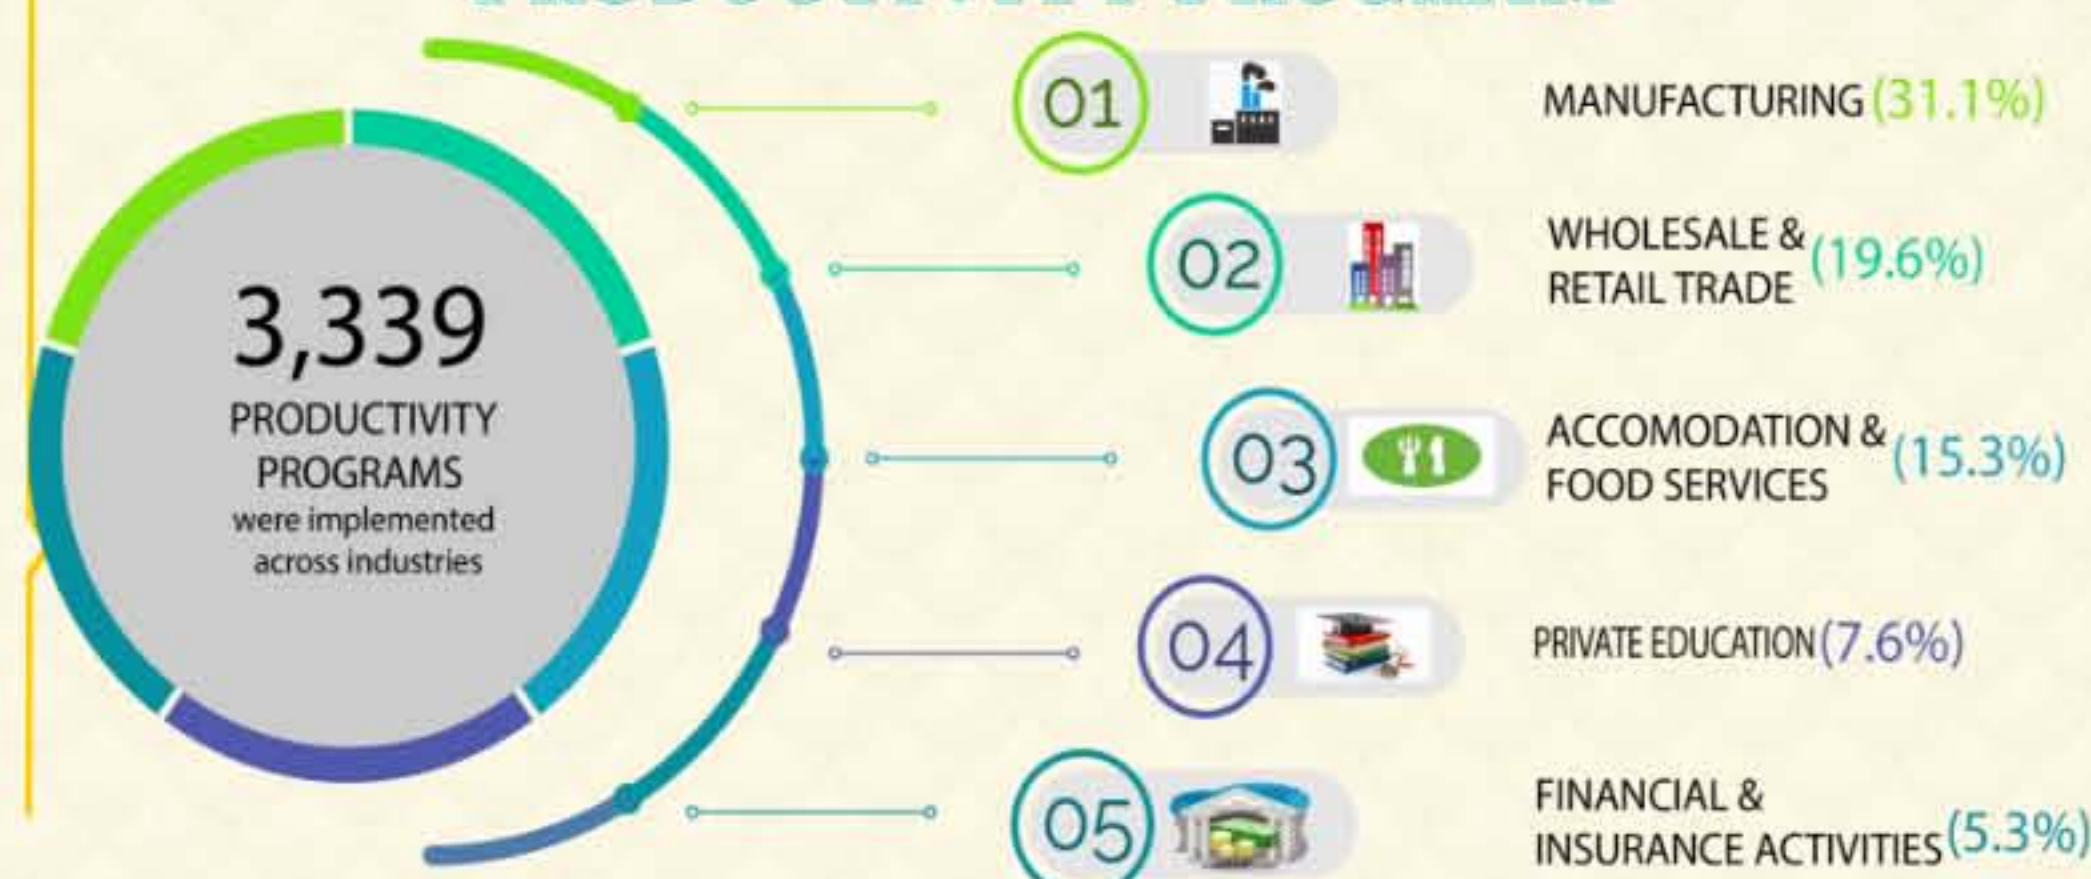 01
MANUFACTURING (31.1%)
02
WHOLESALE &
RETAIL TRADE (19.6%)
3,339
PRODUCTIVITY
PROGRAMS
were implemented
across industries
03
ACCOMODATION &
FOOD SERVICES (15.3%)
04
PRIVATE EDUCATION (7.6%)
05
FINANCIAL &
INSURANCE ACTIVITIES (5.3%)